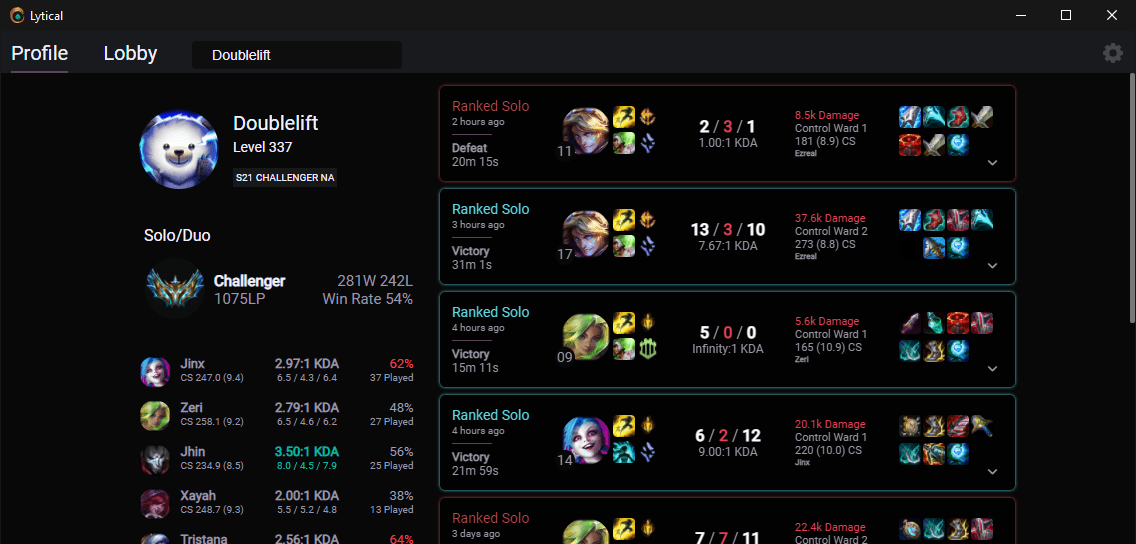 Lytical
Profile
Lobby
Doublelift
Doublelift
Level 337
S21 CHALLENGER NA
Solo/Duo
Challenger
1075LP
281W 242L
Win Rate 54%
Jinx
CS 247.0 (9.4)
2.97:1 KDA
6.5 / 4.3 / 6.4
62%
37 Played
Zeri
CS 258.1 (9.2)
2.79:1 KDA
6.5 / 4.6 / 6.2
48%
27 Played
Jhin
CS 234.9 (8.5)
3.50:1 KDA
8.0 / 4.5 / 7.9
56%
25 Played
Xayah
CS 248.7 (9.3)
2.00:1 KDA
5.5 / 5.2 / 4.8
38%
13 Played
Tristana
2.56:1 KDA
64%
Ranked Solo
2 hours ago
Defeat
20m 15s
11
2 / 3 / 1
1.00:1 KDA
8.5k Damage
Control Ward 1
181 (8.9) CS
Ezreal
Ranked Solo
3 hours ago
Victory
31m 1s
17
13 / 3 / 10
7.67:1 KDA
37.6k Damage
Control Ward 2
273 (8.8) CS
Ezreal
Ranked Solo
4 hours ago
Victory
15m 11s
09
5 / 0 / 0
Infinity:1 KDA
5.6k Damage
Control Ward 1
165 (10.9) CS
Zeri
Ranked Solo
4 hours ago
Victory
21m 59s
14
6 / 2 / 12
9.00:1 KDA
20.1k Damage
Control Ward 1
220 (10.0) CS
Jinx
Ranked Solo
3 days ago
7 / 7 / 11
22.4k Damage
Control Ward 2